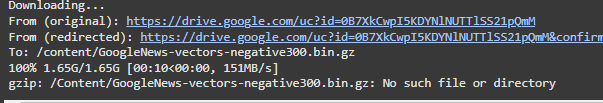 Downloading...
From (original): https://drive.google.com/uc?id=0B7XkCwpI5KDYNlNUTTlSS21pQmM
From (redirected): https://drive.google.com/uc?id=0B7XkCwpI5KDYNlNUTTlSS21pQmM&confirm
To: /content/GoogleNews-vectors-negative300.bin.gz
100% 1.65G/1.65G [00:10<00:00, 151MB/s]
gzip: /Content/GoogleNews-vectors-negative300.bin.gz: No such file or directory